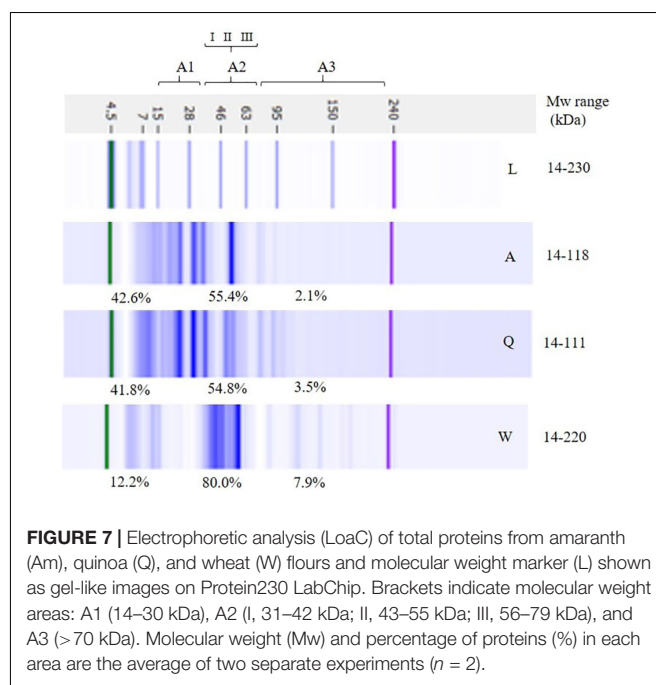 I II III
A1 A2 A3
4.5 7 15 28 46 63 95 150 240 Mw range
(kDa)
L 14-230
A 14-118
42.6% 55.4% 2.1%
Q 14-111
41.8% 54.8% 3.5%
W 14-220
12.2% 80.0% 7.9%
FIGURE 7 | Electrophoretic analysis (LoaC) of total proteins from amaranth
(Am), quinoa (Q), and wheat (W) flours and molecular weight marker (L) shown
as gel-like images on Protein230 LabChip. Brackets indicate molecular weight
areas: A1 (14–30 kDa), A2 (I, 31–42 kDa; II, 43–55 kDa; III, 56–79 kDa), and
A3 (>70 kDa). Molecular weight (Mw) and percentage of proteins (%) in each
area are the average of two separate experiments (n = 2).